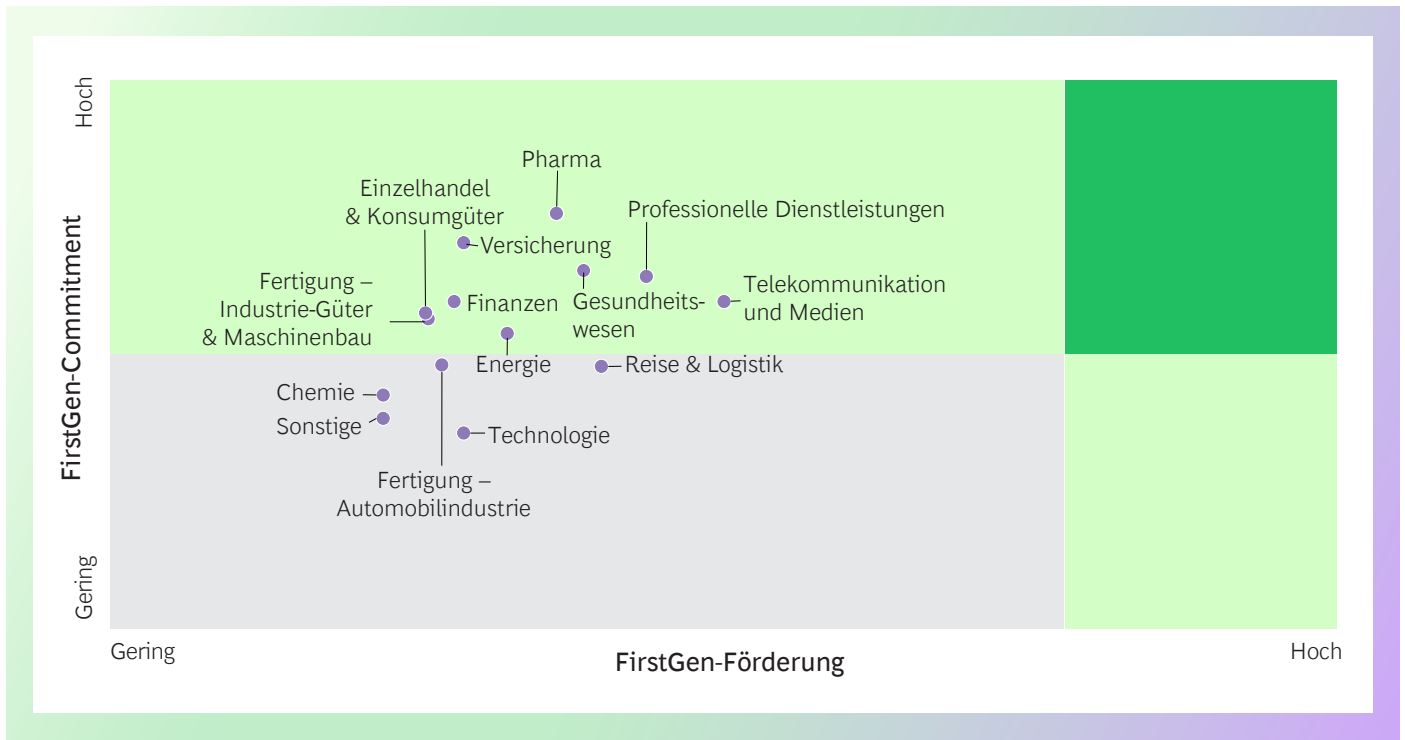 Hoch
FirstGen-Commitment
Gering
Pharma
Einzelhandel
& Konsumgüter
Professionelle Dienstleistungen
Versicherung
Fertigung –
Industrie-Güter
& Maschinenbau
Finanzen
Gesundheits-
wesen
Telekommunikation
und Medien
Energie
Reise & Logistik
Chemie
Sonstige
Technologie
Fertigung –
Automobilindustrie
Gering
FirstGen-Förderung
Hoch